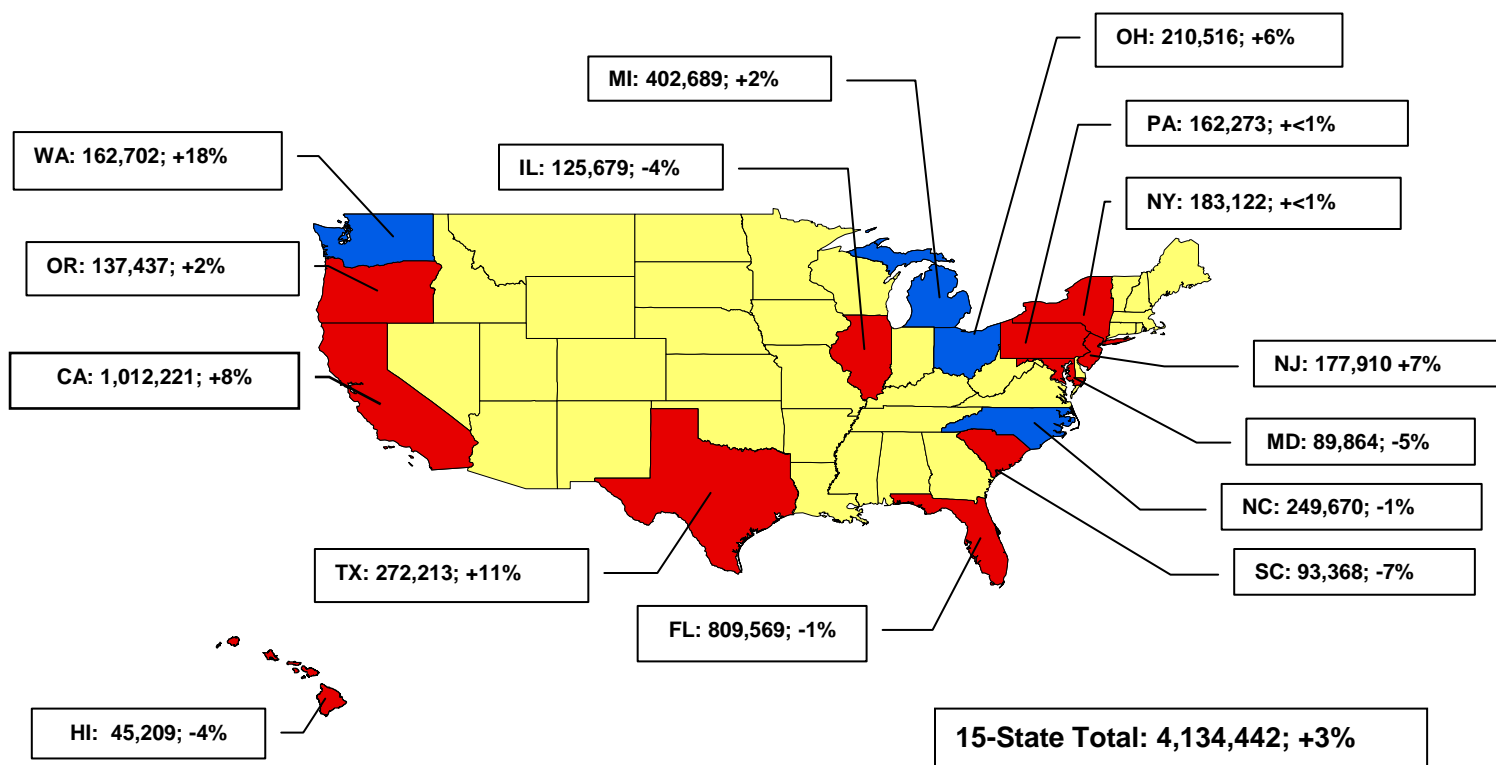 OH: 210,516; +6%
MI: 402,689; +2%
PA: 162,273; +<1%
WA: 162,702; +18%
IL: 125,679; -4%
NY: 183,122; +<1%
OR: 137,437; +2%
NJ: 177,910 +7%
CA: 1,012,221; +8%
MD: 89,864; -5%
NC: 249,670; -1%
TX: 272,213; +11%
SC: 93,368; -7%
FL: 809,569; -1%
HI: 45,209; -4%
15-State Total: 4,134,442; +3%